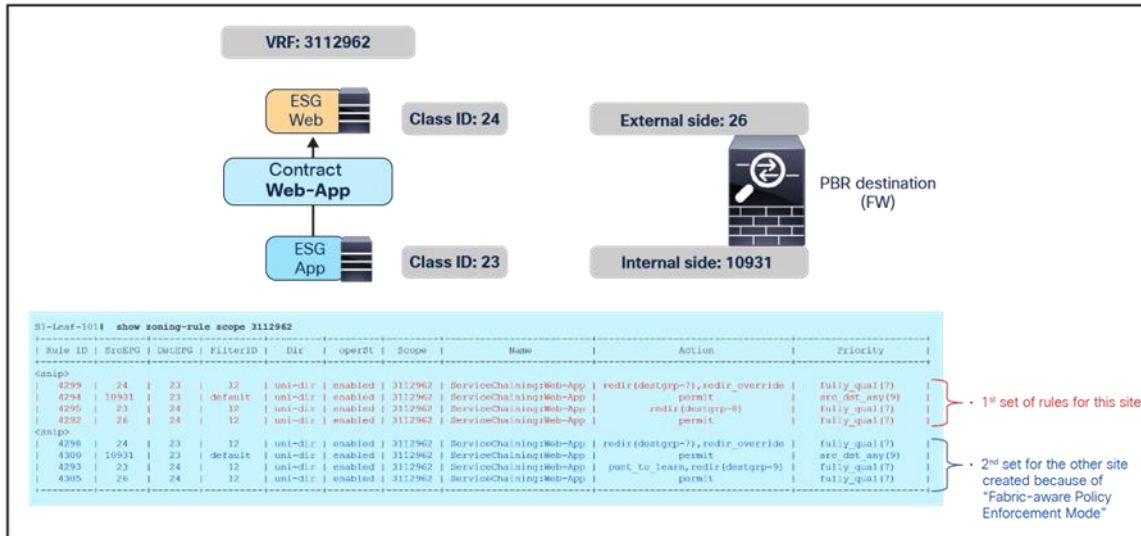 VRF: 3112962
ESG
Web
Class ID: 24
External side: 26
Contract
Web-App
PBR destination
(FW)
ESG
App
Class ID: 23
Internal side: 10931
S1-Leaf-101# show zoning-rule scope 3112962
| Rule ID | SrcEPG | DstEPG | FilterID | Dir | operSt | Scope | Name | Action | Priority |
<snip>
| 4299 | 24 | 23 | 12 | uni-dir | enabled | 3112962 | ServiceChaining:Web-App | redir(destgrp-7),redir_override | fully_qual(7) |
| 4294 | 10931 | 23 | default | uni-dir | enabled | 3112962 | ServiceChaining:Web-App | permit | src_dst_any(9) |
| 4295 | 23 | 24 | 12 | uni-dir | enabled | 3112962 | ServiceChaining:Web-App | redir(destgrp-8) | fully_qual(7) |
| 4292 | 26 | 24 | 12 | uni-dir | enabled | 3112962 | ServiceChaining:Web-App | permit | fully_qual(7) |
<snip>
| 4298 | 24 | 23 | 12 | uni-dir | enabled | 3112962 | ServiceChaining:Web-App | redir(destgrp-7),redir_override | fully_qual(7) |
| 4300 | 10931 | 23 | default | uni-dir | enabled | 3112962 | ServiceChaining:Web-App | permit | src_dst_any(9) |
| 4293 | 23 | 24 | 12 | uni-dir | enabled | 3112962 | ServiceChaining:Web-App | punt_to_learn,redir(destgrp-9) | fully_qual(7) |
| 4305 | 26 | 24 | 12 | uni-dir | enabled | 3112962 | ServiceChaining:Web-App | permit | fully_qual(7) |
• 1st set of rules for this site
• 2nd set for the other site
created because of
"Fabric-aware Policy
Enforcement Mode"